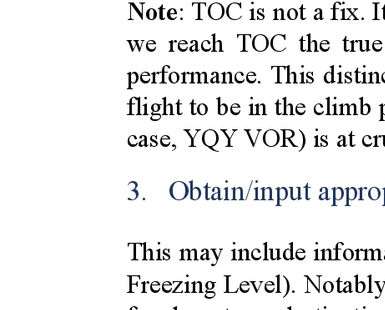 Note: TOC is not a fix. It
we reach TOC the true
performance. This distinc
flight to be in the climb p
case, YQY VOR) is at cru
3. Obtain/input approp
This may include informa
Freezing Level). Notably